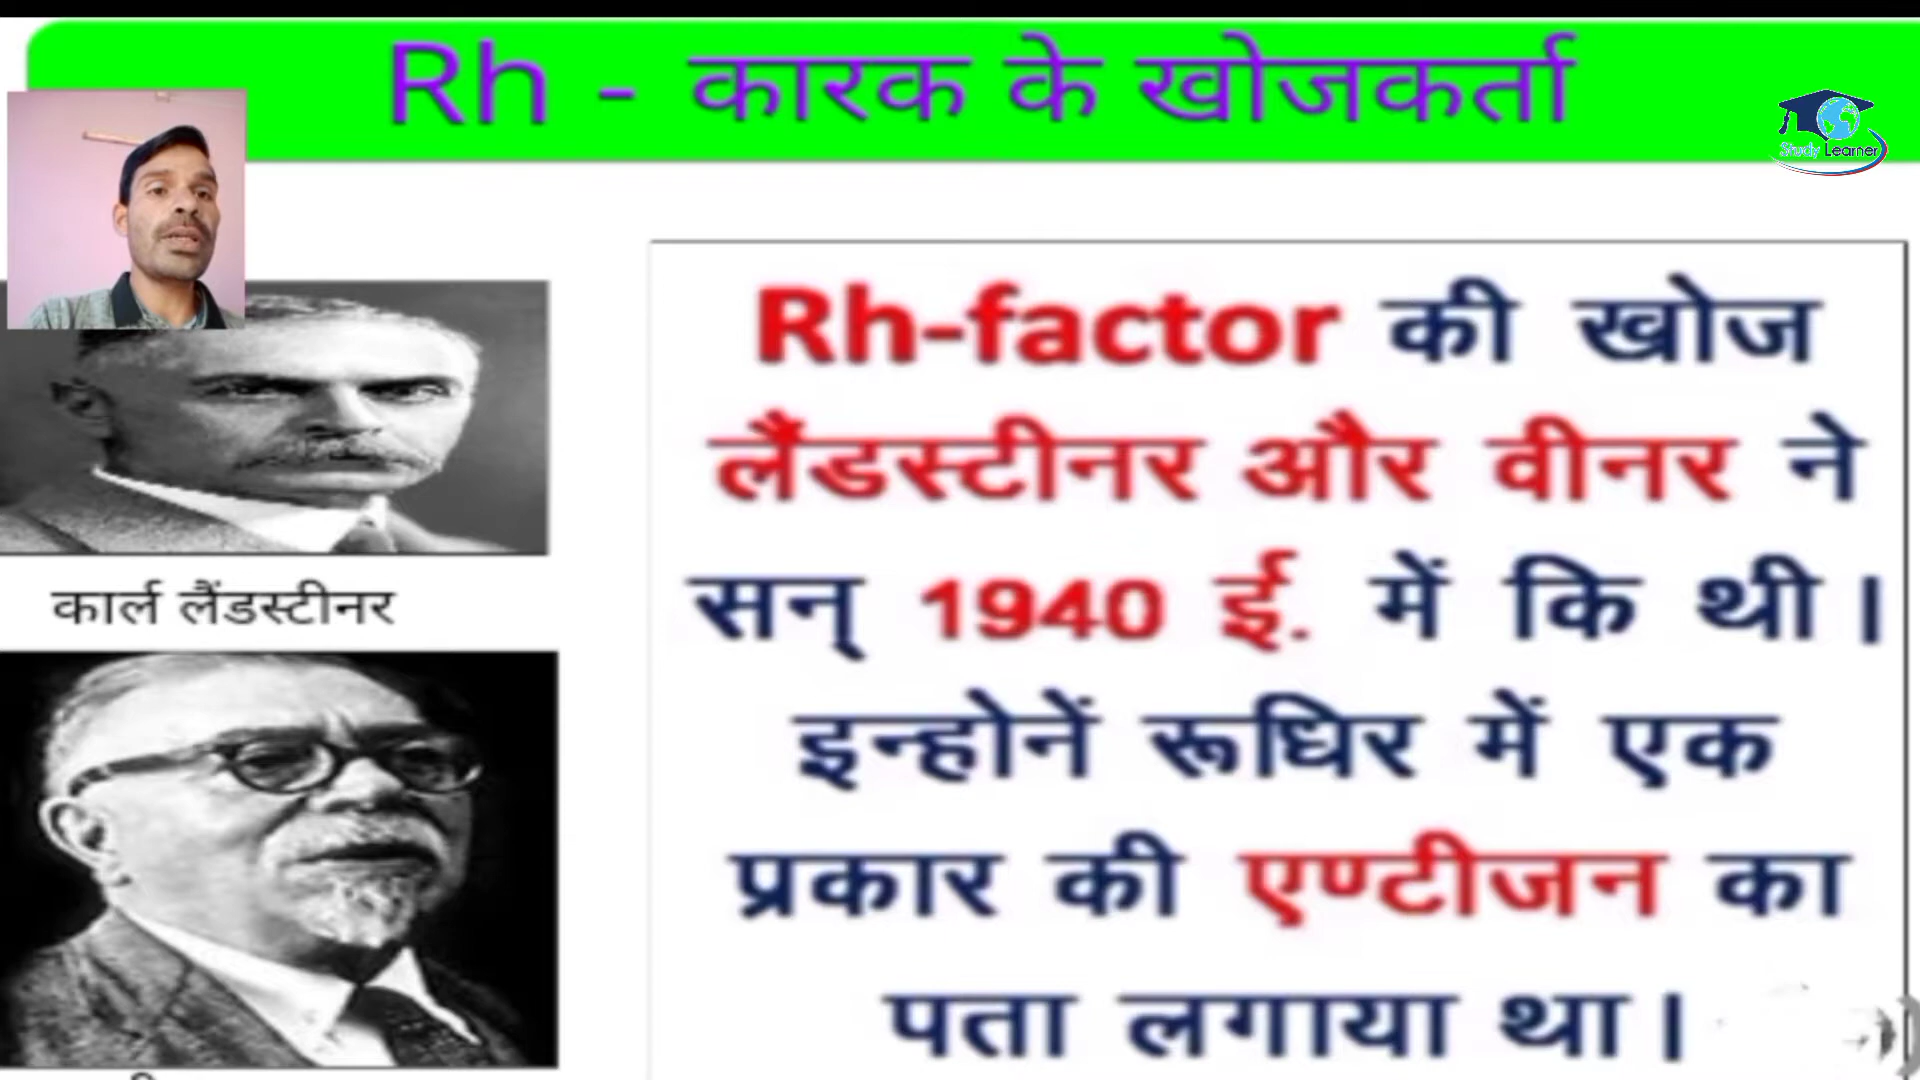 Rh - कारक के खोजकर्ता
Study Learner
Rh-factor की खोज
लैंडस्टीनर और वीनर ने
सन् 1940 ई. में कि थी।
इन्होनें रूधिर में एक
प्रकार की एण्टीजन का
पता लगाया था।
कार्ल लैंडस्टीनर